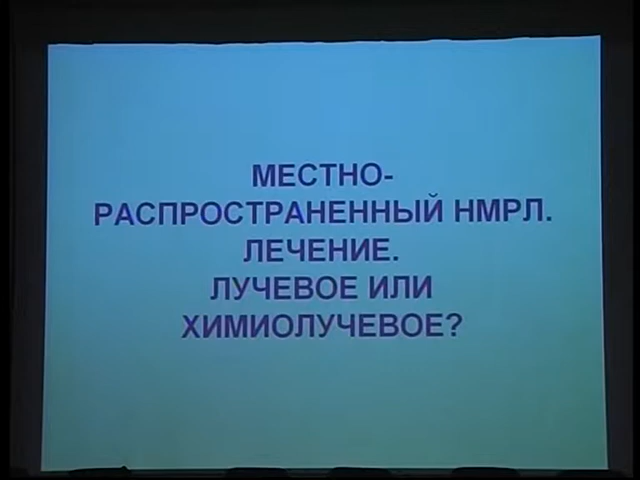 МЕСТНО-
РАСПРОСТРАНЕННЫЙ НМРЛ.
ЛЕЧЕНИЕ.
ЛУЧЕВОЕ ИЛИ
ХИМИОЛУЧЕВОЕ?